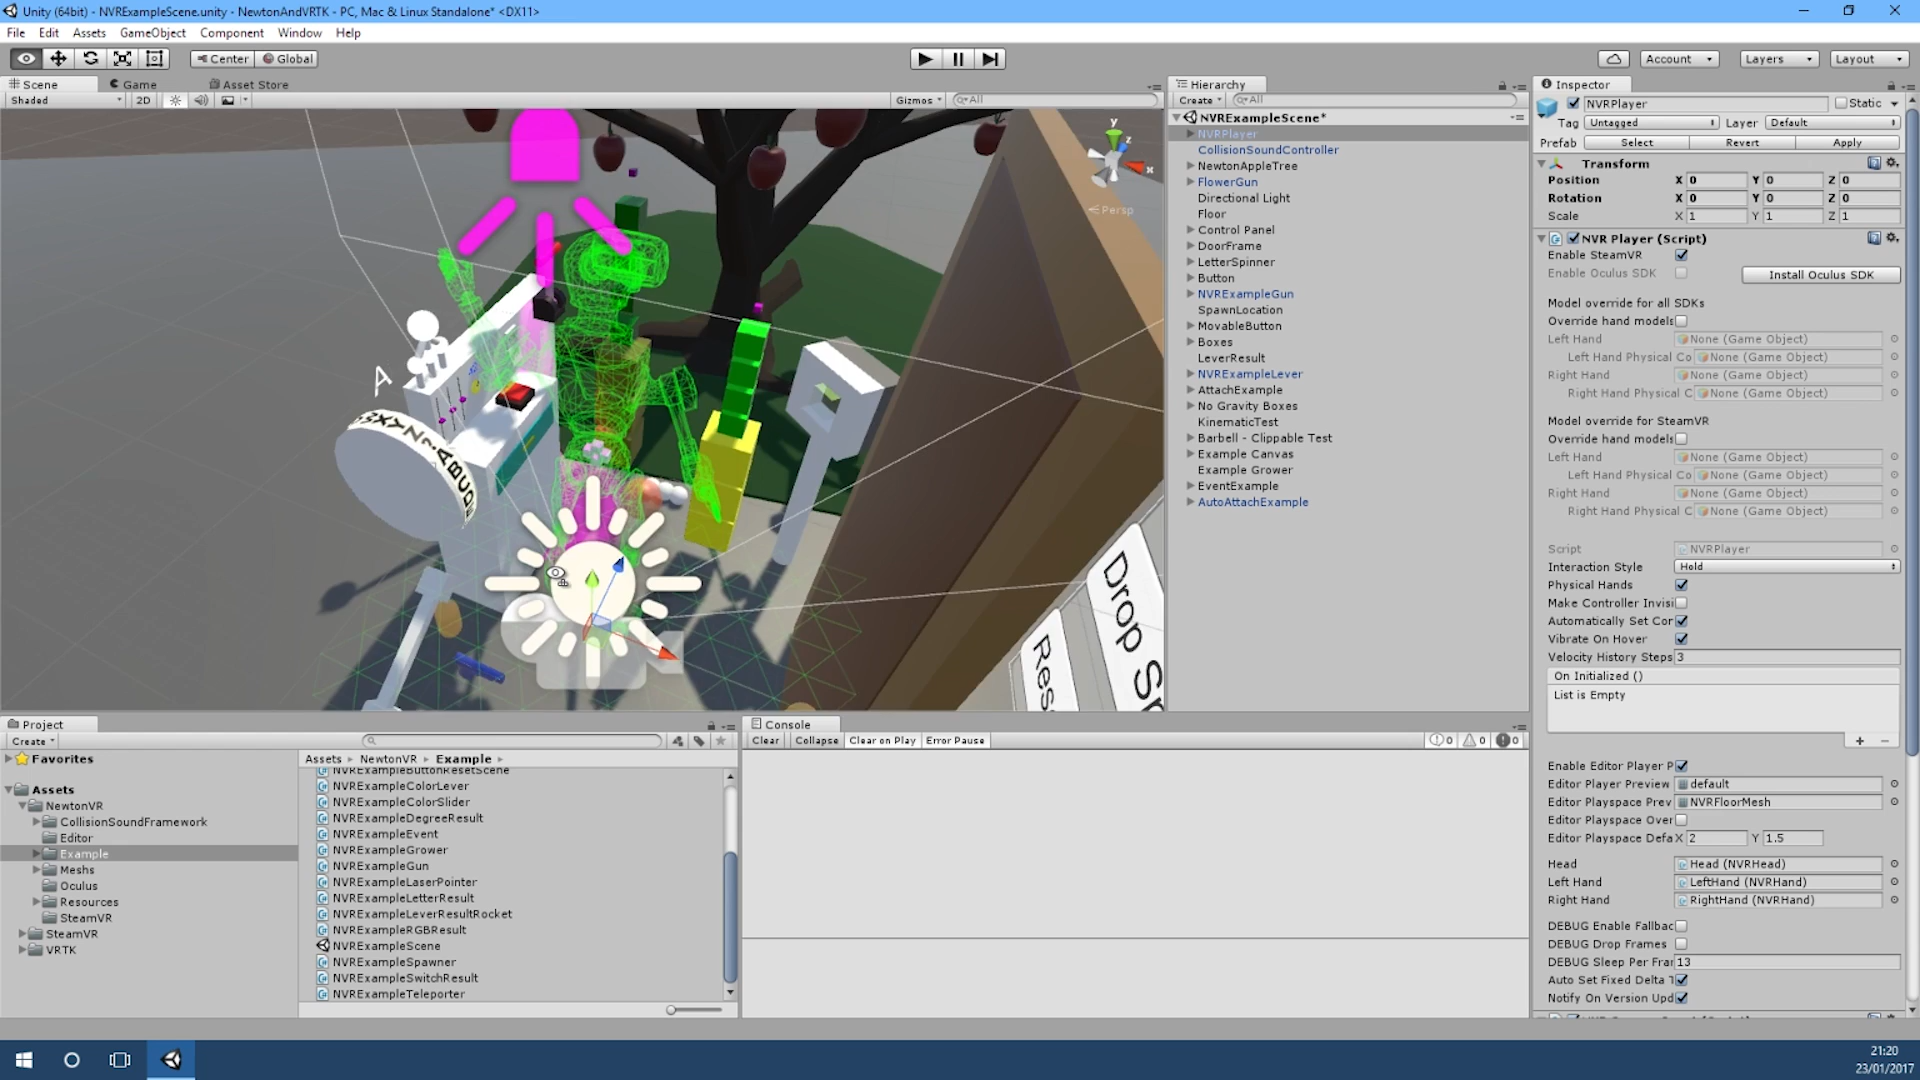 Unity (64bit) - NVRExampleScene.unity - NewtonAndVRTK - PC, Mac & Linux Standalone* <DX11>
File Edit Assets GameObject Component Window Help
Center Global
Account Layers Layout
Scene Game Asset Store
Shaded 2D Gizmos All
y
x
z
Persp
A
Drop
Res
Hierarchy
Create All
NVRExampleScene*
NVRPlayer
CollisionSoundController
NewtonAppleTree
FlowerGun
Directional Light
Floor
Control Panel
DoorFrame
LetterSpinner
Button
NVRExampleGun
SpawnLocation
MovableButton
Boxes
LeverResult
NVRExampleLever
AttachExample
No Gravity Boxes
KinematicTest
Barbell - Clippable Test
Example Canvas
Example Grower
EventExample
AutoAttachExample
Inspector
NVRPlayer Static
Tag Untagged Layer Default
Prefab Select Revert Apply
Transform
Position X 0 Y 0 Z 0
Rotation X 0 Y 0 Z 0
Scale X 1 Y 1 Z 1
NVR Player (Script)
Enable SteamVR
Enable Oculus SDK Install Oculus SDK
Model override for all SDKs
Override hand models
Left Hand None (Game Object)
Left Hand Physical Co None (Game Object)
Right Hand None (Game Object)
Right Hand Physical C None (Game Object)
Model override for SteamVR
Override hand models
Left Hand None (Game Object)
Left Hand Physical Co None (Game Object)
Right Hand None (Game Object)
Right Hand Physical C None (Game Object)
Script NVRPlayer
Interaction Style Hold
Physical Hands
Make Controller Invisi
Automatically Set Cor
Vibrate On Hover
Velocity History Steps 3
On Initialized ()
List is Empty
+ -
Enable Editor Player P
Editor Player Preview default
Editor Playspace Prev NVRFloorMesh
Editor Playspace Over
Editor Playspace Defa X 2 Y 1.5
Head Head (NVRHead)
Left Hand LeftHand (NVRHand)
Right Hand RightHand (NVRHand)
DEBUG Enable Fallbac
DEBUG Drop Frames
DEBUG Sleep Per Frar 13
Auto Set Fixed Delta T
Notify On Version Upd
Project
Create
Favorites
Assets
NewtonVR
CollisionSoundFramework
Editor
Example
Meshs
Oculus
Resources
SteamVR
SteamVR
VRTK
Assets NewtonVR Example
NVRExampleButtonResetScene
NVRExampleColorLever
NVRExampleColorSlider
NVRExampleDegreeResult
NVRExampleEvent
NVRExampleGrower
NVRExampleGun
NVRExampleLaserPointer
NVRExampleLetterResult
NVRExampleLeverResultRocket
NVRExampleRGBResult
NVRExampleScene
NVRExampleSpawner
NVRExampleSwitchResult
NVRExampleTeleporter
Console
Clear Collapse Clear on Play Error Pause 0 0 0
21:20
23/01/2017